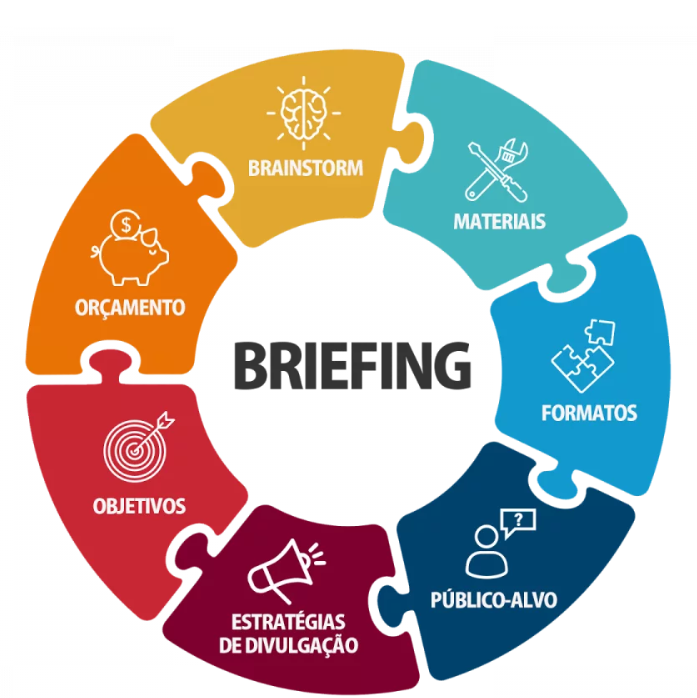 BRAINSTORM
MATERIAIS
$
ORÇAMENTO
BRIEFING
FORMATOS
OBJETIVOS
?
PÚBLICO-ALVO
ESTRATÉGIAS
DE DIVULGAÇÃO